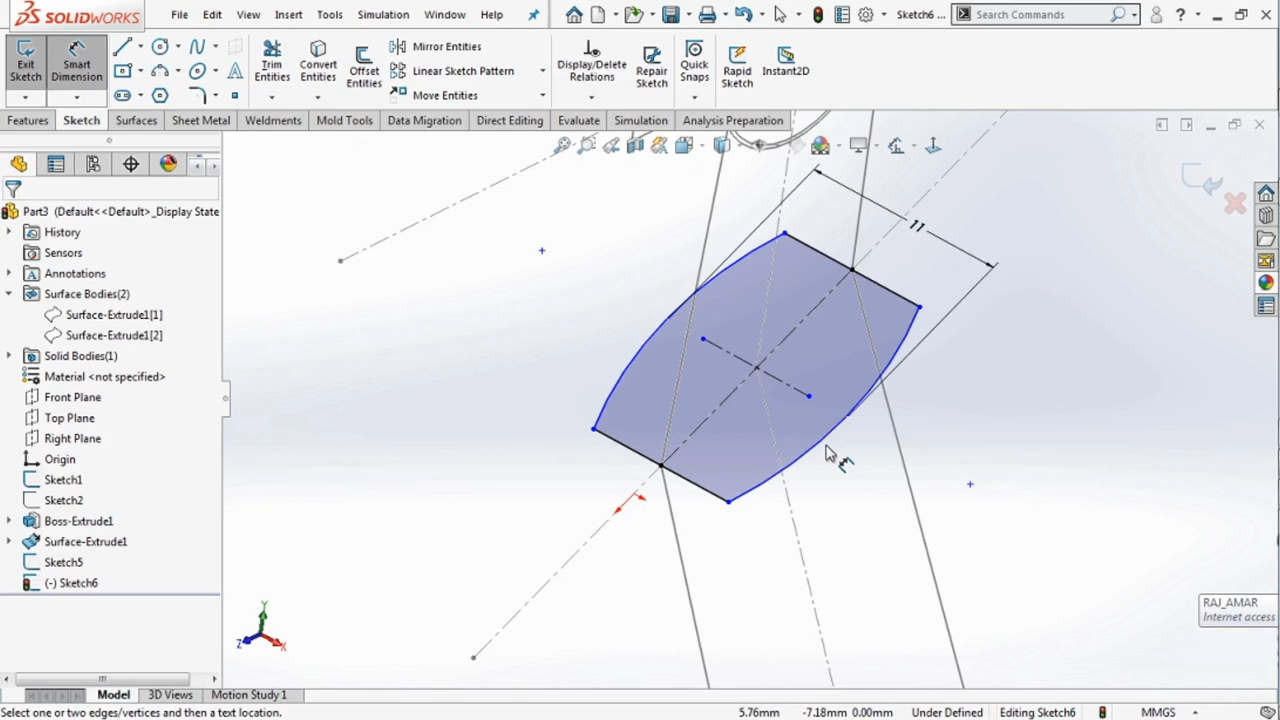 SOLIDWORKS File Edit View Insert Tools Simulation Window Help Sketch6 ... Search Commands ?
Exit Sketch
Smart Dimension
Trim Entities
Convert Entities
Offset Entities
Mirror Entities
Linear Sketch Pattern
Move Entities
Display/Delete Relations
Repair Sketch
Quick Snaps
Rapid Sketch
Instant2D
Features Sketch Surfaces Sheet Metal Weldments Mold Tools Data Migration Direct Editing Evaluate Simulation Analysis Preparation
Part3 (Default<<Default>_Display State
History
Sensors
Annotations
Surface Bodies(2)
Surface-Extrude1[1]
Surface-Extrude1[2]
Solid Bodies(1)
Material <not specified>
Front Plane
Top Plane
Right Plane
Origin
Sketch1
Sketch2
Boss-Extrude1
Surface-Extrude1
Sketch5
(-) Sketch6
11
RAJ_AMAR
Internet access
Y
Z
X
Model 3D Views Motion Study 1
Select one or two edges/vertices and then a text location. 5.76mm -7.18mm 0.00mm Under Defined Editing Sketch6 MMGS